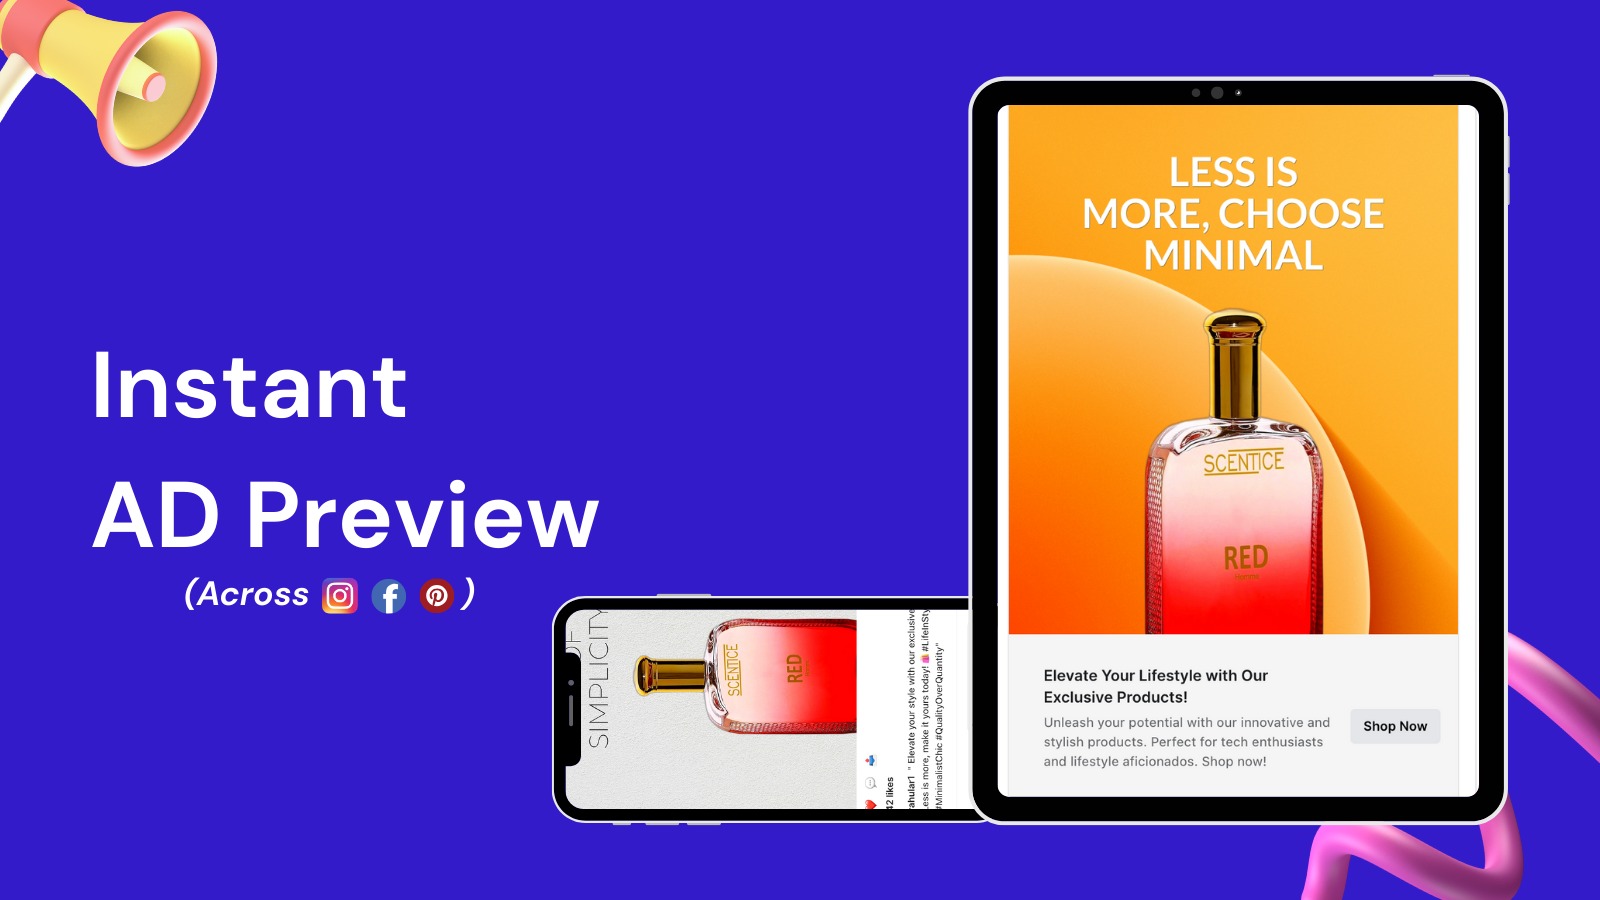 Instant
AD Preview
(Across )
LESS IS
MORE, CHOOSE
MINIMAL
SCENTICE
RED
Homme
Elevate Your Lifestyle with Our
Exclusive Products!
Unleash your potential with our innovative and
stylish products. Perfect for tech enthusiasts
and lifestyle aficionados. Shop now!
Shop Now
OF
SIMPLICITY
SCENTICE
RED
42 likes
ahular1 " Elevate your style with our exclusive
ess is more, make it yours today! 🛍️ #LifeInSty
#MinimalistChic #QualityOverQuantity"